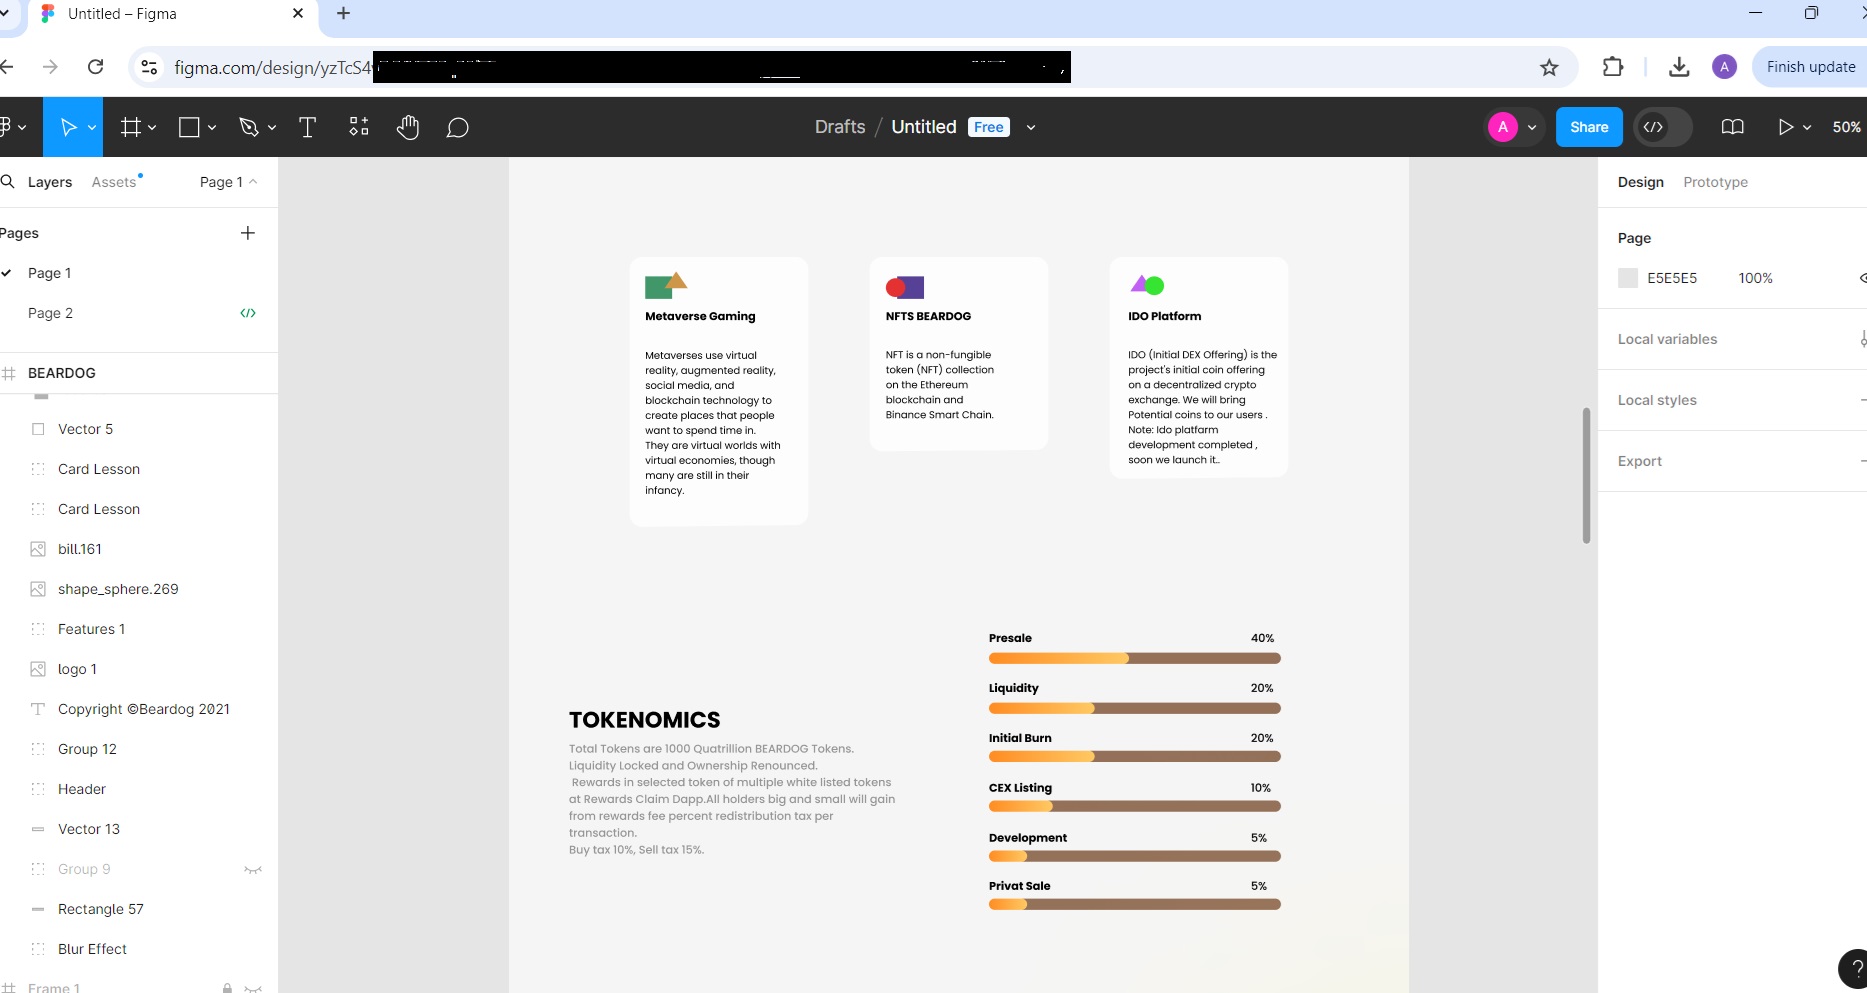 Untitled – Figma
figma.com/design/yzTcS4
Finish update
A
Drafts / Untitled Free
A
Share
50%
Layers
Assets
Page 1
Pages
Page 1
Page 2
BEARDOG
Vector 5
Card Lesson
Card Lesson
bill.161
shape_sphere.269
Features 1
logo 1
Copyright ©Beardog 2021
Group 12
Header
Vector 13
Group 9
Rectangle 57
Blur Effect
Frame 1
Metaverse Gaming
Metaverses use virtual
reality, augmented reality,
social media, and
blockchain technology to
create places that people
want to spend time in.
They are virtual worlds with
virtual economies, though
many are still in their
infancy.
NFTS BEARDOG
NFT is a non-fungible
token (NFT) collection
on the Ethereum
blockchain and
Binance Smart Chain.
IDO Platform
IDO (Initial DEX Offering) is the
project's initial coin offering
on a decentralized crypto
exchange. We will bring
Potential coins to our users .
Note: Ido platfarm
development completed ,
soon we launch it..
TOKENOMICS
Total Tokens are 1000 Quatrillion BEARDOG Tokens.
Liquidity Locked and Ownership Renounced.
Rewards in selected token of multiple white listed tokens
at Rewards Claim Dapp.All holders big and small will gain
from rewards fee percent redistribution tax per
transaction.
Buy tax 10%, Sell tax 15%.
Presale 40%
Liquidity 20%
Initial Burn 20%
CEX Listing 10%
Development 5%
Privat Sale 5%
Design
Prototype
Page
E5E5E5 100%
Local variables
Local styles
Export
?